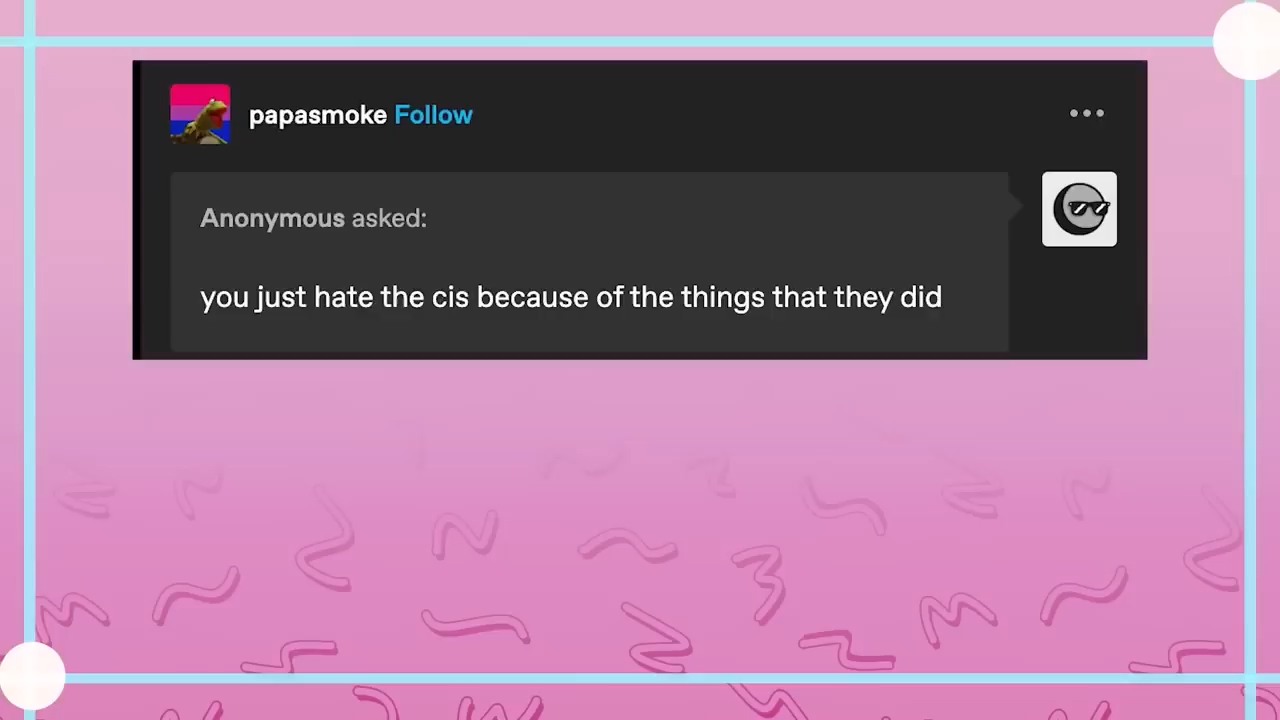 papasmoke Follow
Anonymous asked:
you just hate the cis because of the things that they did